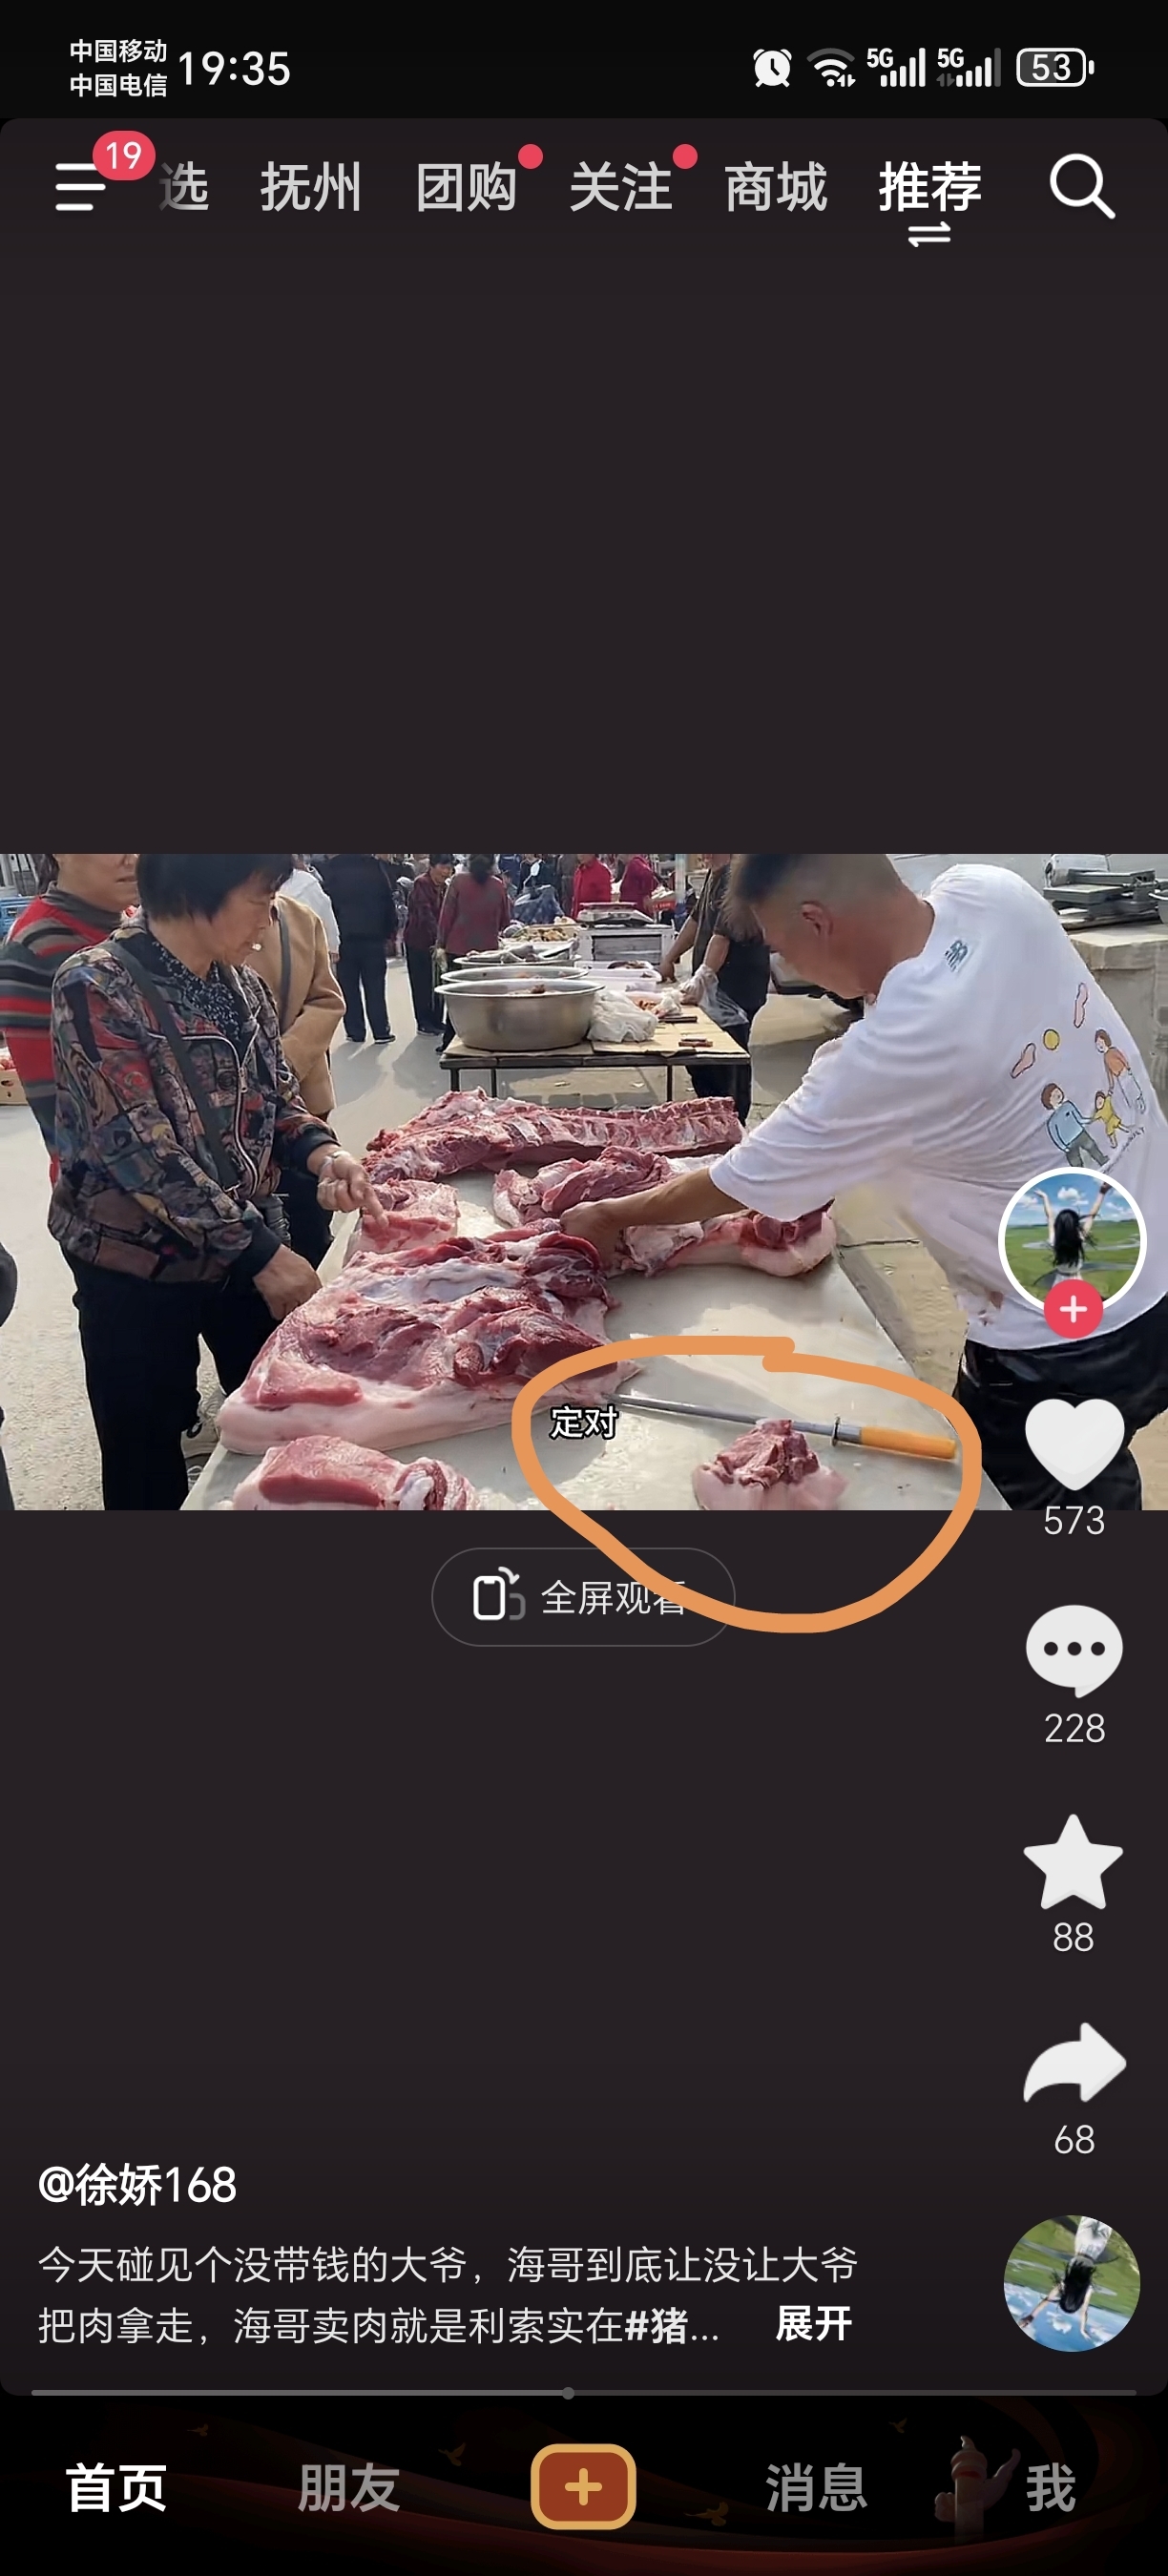 中国移动
中国电信
19:35
5G
5G
53
19
选 抚州 团购 关注 商城 推荐
定对
全屏观看
573
228
88
68
@徐娇168
今天碰见个没带钱的大爷，海哥到底让没让大爷
把肉拿走，海哥卖肉就是利索实在#猪... 展开
首页 朋友 消息 我